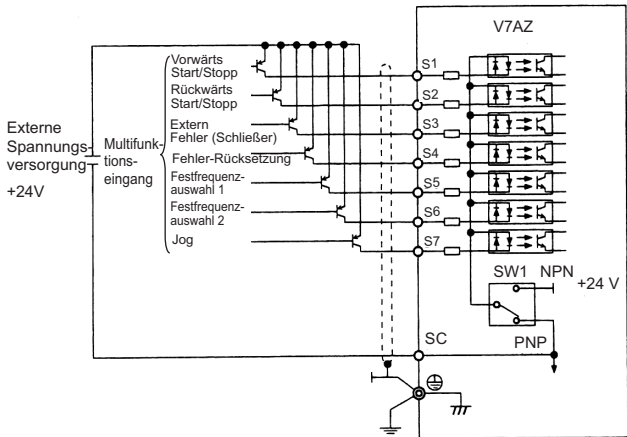 V7AZ
Vorwärts
Start/Stopp
S1
Rückwärts
Start/Stopp
S2
Extern
Fehler (Schließer)
S3
Externe
Spannungs-
versorgung
+24V
Multifunk-
tions-
eingang
Fehler-Rücksetzung
S4
Festfrequenz-
auswahl 1
S5
Festfrequenz-
auswahl 2
S6
Jog
S7
SW1 NPN
+24 V
PNP
SC